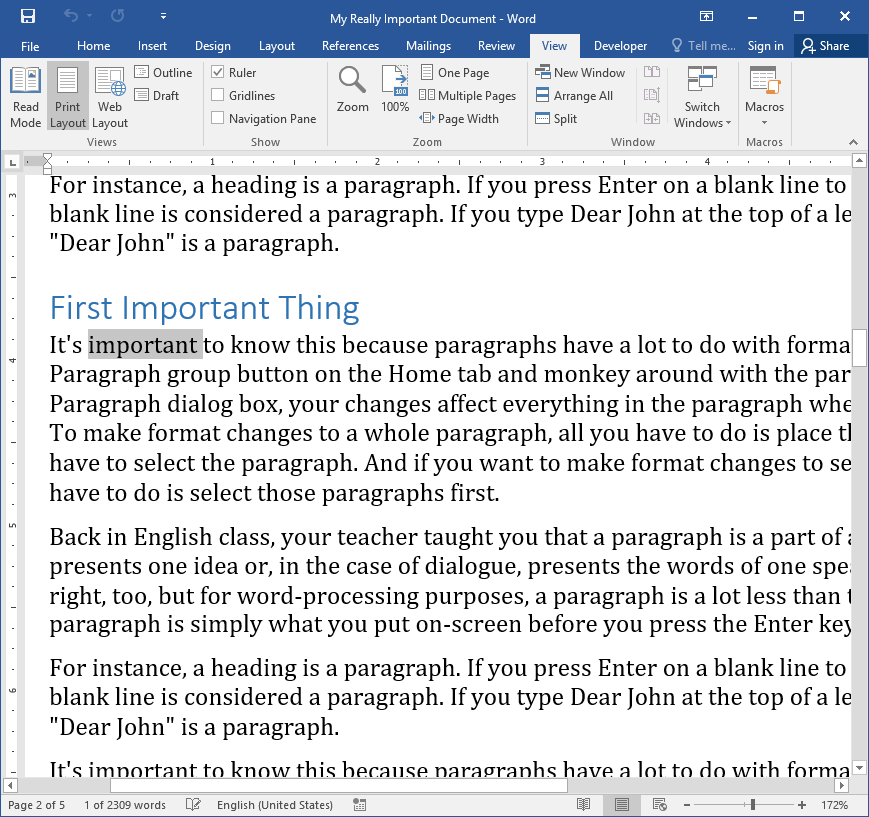 My Really Important Document - Word
File Home Insert Design Layout References Mailings Review View Developer Tell me... Sign in Share
Read Mode
Print Layout
Web Layout
Outline
Draft
Views
Ruler
Gridlines
Navigation Pane
Show
Zoom
100
100%
One Page
Multiple Pages
Page Width
Zoom
New Window
Arrange All
Split
Switch Windows
Window
Macros
Macros
L
1 2 3 4
3
4
5
6
For instance, a heading is a paragraph. If you press Enter on a blank line to
blank line is considered a paragraph. If you type Dear John at the top of a le
"Dear John" is a paragraph.
First Important Thing
It's important to know this because paragraphs have a lot to do with forma
Paragraph group button on the Home tab and monkey around with the par
Paragraph dialog box, your changes affect everything in the paragraph whe
To make format changes to a whole paragraph, all you have to do is place th
have to select the paragraph. And if you want to make format changes to se
have to do is select those paragraphs first.
Back in English class, your teacher taught you that a paragraph is a part of a
presents one idea or, in the case of dialogue, presents the words of one spea
right, too, but for word-processing purposes, a paragraph is a lot less than t
paragraph is simply what you put on-screen before you press the Enter key
For instance, a heading is a paragraph. If you press Enter on a blank line to
blank line is considered a paragraph. If you type Dear John at the top of a le
"Dear John" is a paragraph.
It's important to know this because paragraphs have a lot to do with forma
Page 2 of 5 1 of 2309 words English (United States) 172%